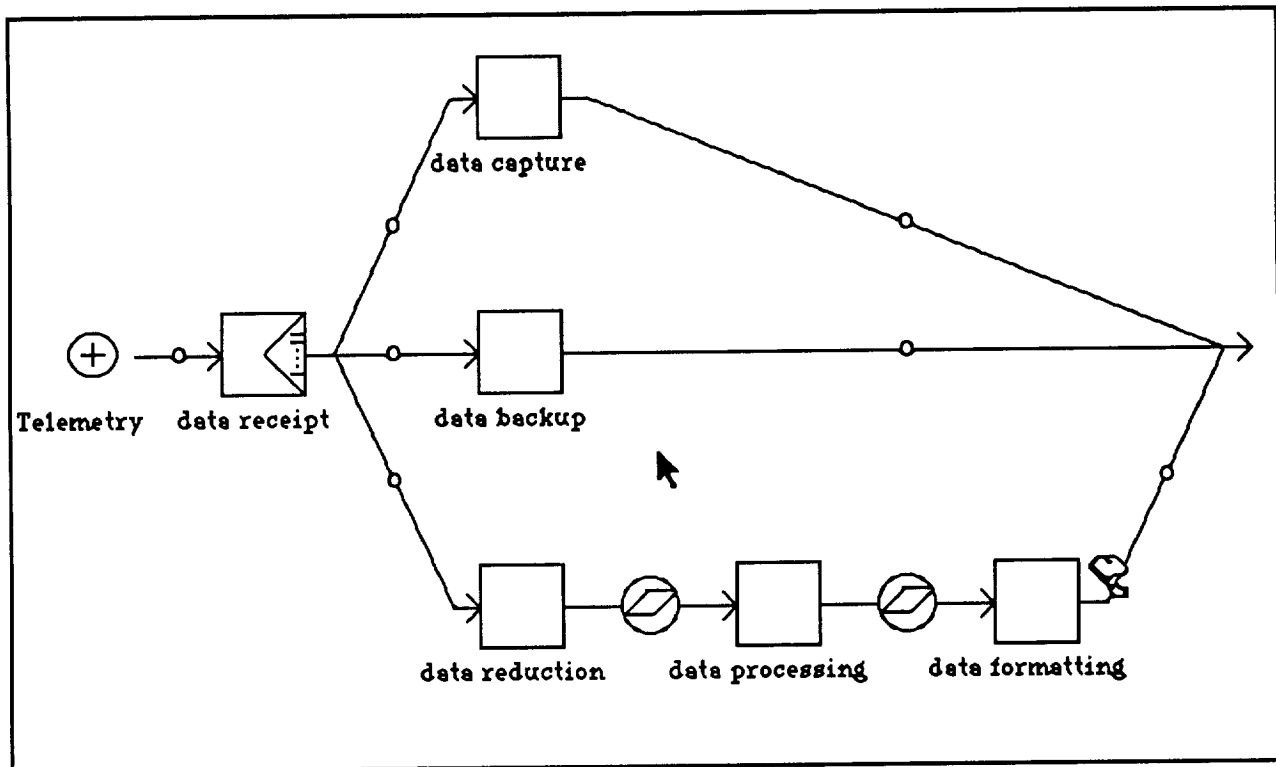 data capture
Telemetry
data receipt
data backup
data reduction
data processing
data formatting